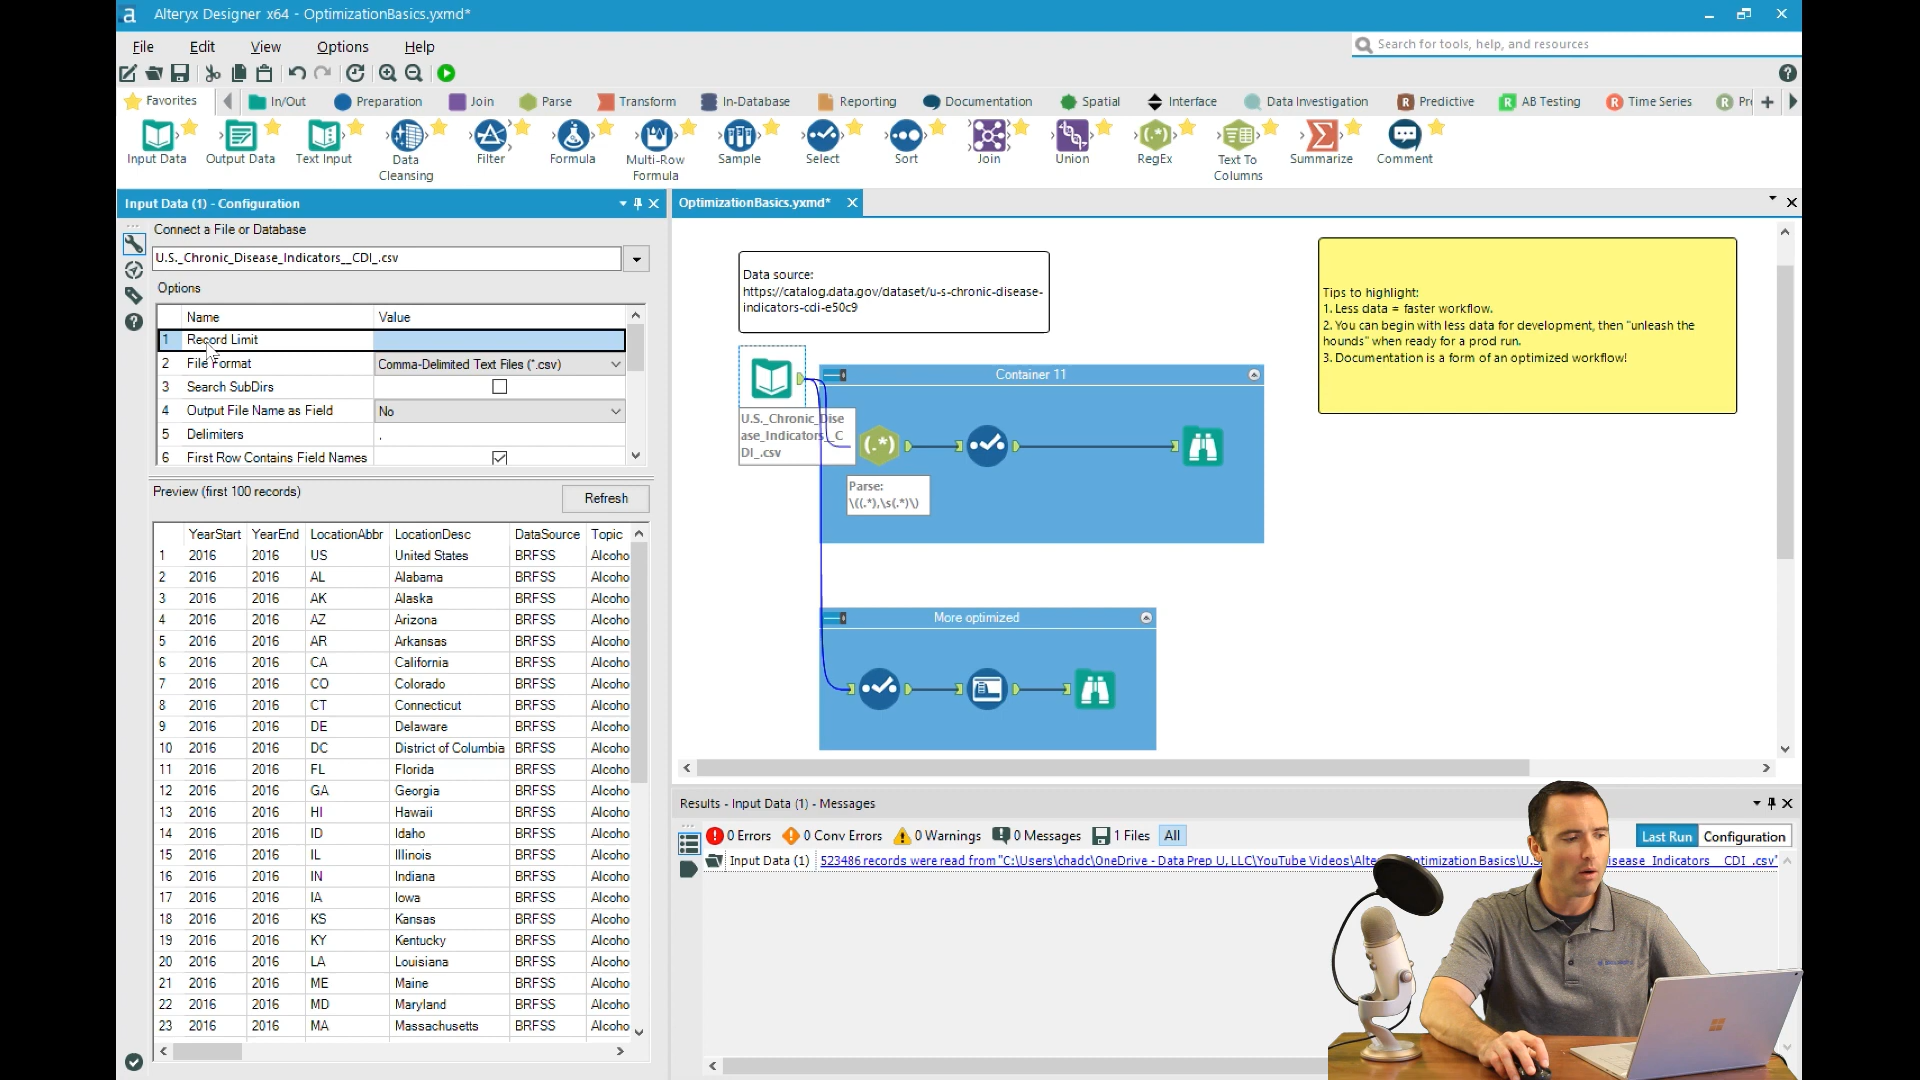 a Alteryx Designer x64 - OptimizationBasics.yxmd*
File Edit View Options Help
Search for tools, help, and resources
Favorites In/Out Preparation Join Parse Transform In-Database Reporting Documentation Spatial Interface Data Investigation Predictive AB Testing Time Series Pr
Input Data Output Data Text Input Data Cleansing Filter Formula Multi-Row Formula Sample Select Sort Join Union RegEx Text To Columns Summarize Comment
Input Data (1) - Configuration
Connect a File or Database
U.S._Chronic_Disease_Indicators__CDI_.csv
Options
Name Value
1 Record Limit
2 File Format Comma-Delimited Text Files (*.csv)
3 Search SubDirs
4 Output File Name as Field No
5 Delimiters ,
6 First Row Contains Field Names
Preview (first 100 records) Refresh
YearStart YearEnd LocationAbbr LocationDesc DataSource Topic
1 2016 2016 US United States BRFSS Alcoho
2 2016 2016 AL Alabama BRFSS Alcoho
3 2016 2016 AK Alaska BRFSS Alcoho
4 2016 2016 AZ Arizona BRFSS Alcoho
5 2016 2016 AR Arkansas BRFSS Alcoho
6 2016 2016 CA California BRFSS Alcoho
7 2016 2016 CO Colorado BRFSS Alcoho
8 2016 2016 CT Connecticut BRFSS Alcoho
9 2016 2016 DE Delaware BRFSS Alcoho
10 2016 2016 DC District of Columbia BRFSS Alcoho
11 2016 2016 FL Florida BRFSS Alcoho
12 2016 2016 GA Georgia BRFSS Alcoho
13 2016 2016 HI Hawaii BRFSS Alcoho
14 2016 2016 ID Idaho BRFSS Alcoho
15 2016 2016 IL Illinois BRFSS Alcoho
16 2016 2016 IN Indiana BRFSS Alcoho
17 2016 2016 IA Iowa BRFSS Alcoho
18 2016 2016 KS Kansas BRFSS Alcoho
19 2016 2016 KY Kentucky BRFSS Alcoho
20 2016 2016 LA Louisiana BRFSS Alcoho
21 2016 2016 ME Maine BRFSS Alcoho
22 2016 2016 MD Maryland BRFSS Alcoho
23 2016 2016 MA Massachusetts BRFSS Alcoho
OptimizationBasics.yxmd*
Data source:
https://catalog.data.gov/dataset/u-s-chronic-disease-
indicators-cdi-e50c9
Tips to highlight:
1. Less data = faster workflow.
2. You can begin with less data for development, then "unleash the
hounds" when ready for a prod run.
3. Documentation is a form of an optimized workflow!
Container 11
U.S._Chronic_Dise
ase_Indicators__C
DI_.csv
(.*)
Parse:
\((.*),\s(.*)\)
More optimized
Results - Input Data (1) - Messages
0 Errors 0 Conv Errors 0 Warnings 0 Messages 1 Files All Last Run Configuration
Input Data (1) 523486 records were read from "C:\Users\chadc\OneDrive - Data Prep U, LLC\YouTube Videos\Alte ptimization Basics\U.S. isease_Indicators__CDI_.csv"